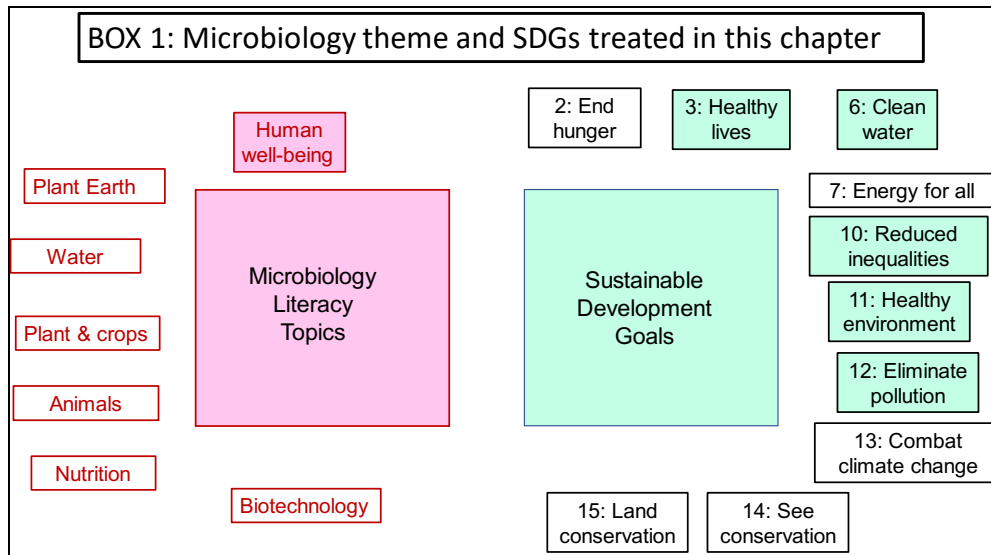 BOX 1: Microbiology theme and SDGs treated in this chapter
Human
well-being
Plant Earth
Water
Plant & crops
Animals
Nutrition
Biotechnology
Microbiology
Literacy
Topics
2: End
hunger
3: Healthy
lives
6: Clean
water
7: Energy for all
10: Reduced
inequalities
11: Healthy
environment
12: Eliminate
pollution
13: Combat
climate change
14: See
conservation
15: Land
conservation
Sustainable
Development
Goals